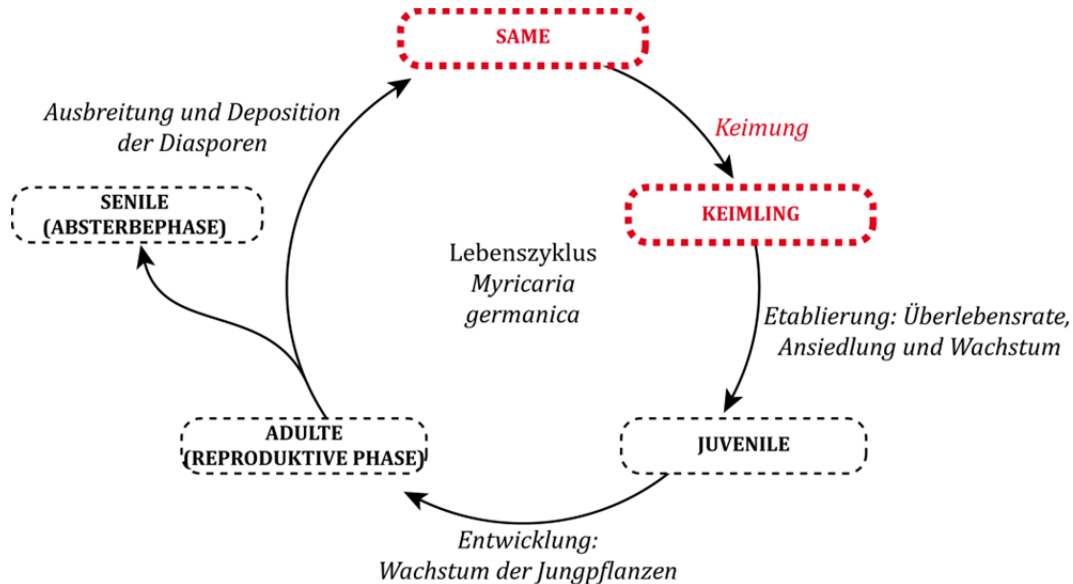 SAME
Ausbreitung und Deposition
der Diasporen
Keimung
SENILE
(ABSTERBEPHASE)
KEIMLING
Lebenszyklus
Myricaria
germanica
Etablierung: Überlebensrate,
Ansiedlung und Wachstum
ADULTE
(REPRODUKTIVE PHASE)
JUVENILE
Entwicklung:
Wachstum der Jungpflanzen